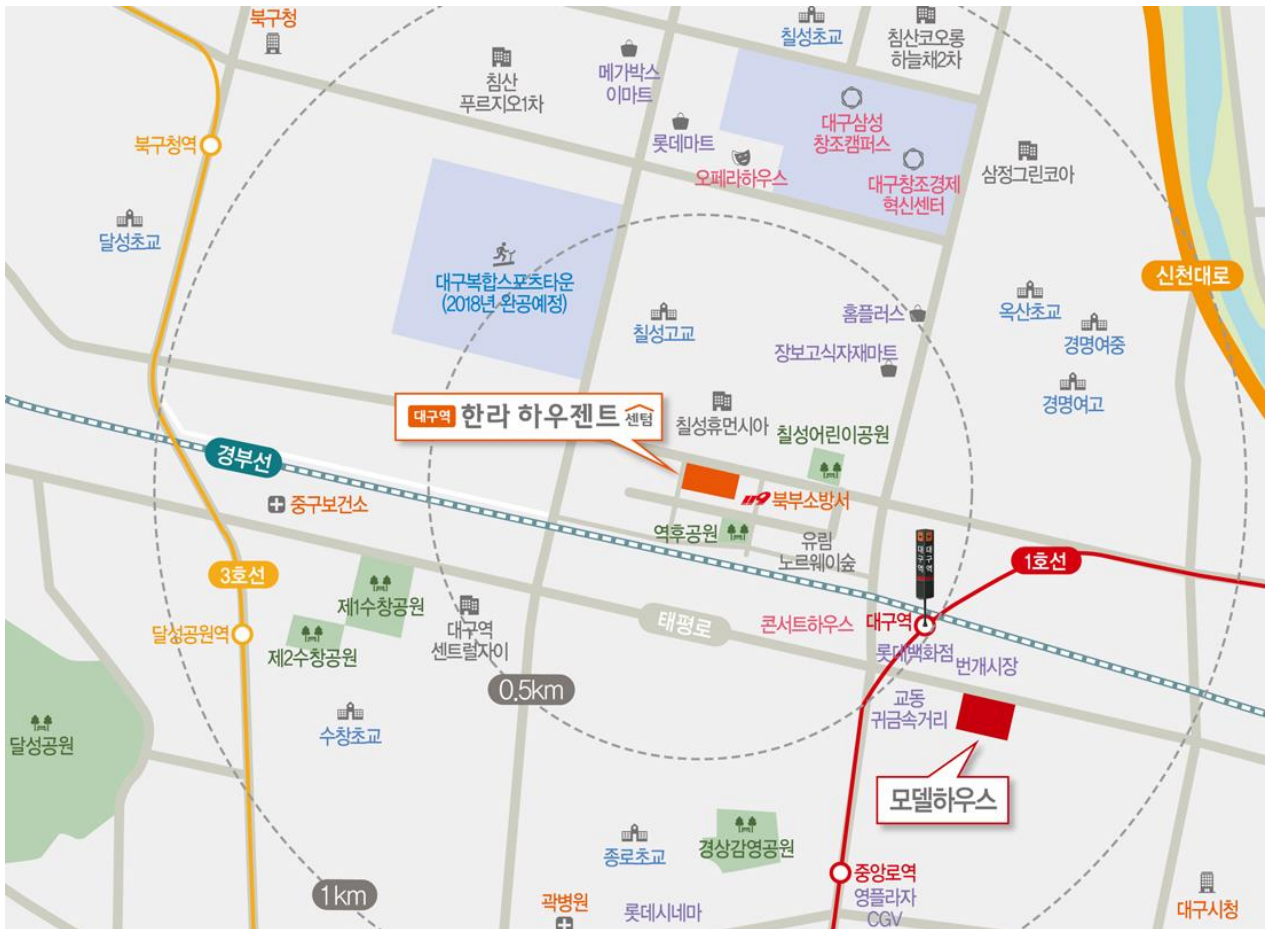 북구청
칠성초교
침산코오롱
하늘채2차
침산
푸르지오1차
메가박스
이마트
대구삼성
창조캠퍼스
롯데마트
북구청역
오페라하우스
대구창조경제
혁신센터
삼정그린코아
달성초교
대구복합스포츠타운
(2018년 완공예정)
신천대로
칠성고교
홈플러스
옥산초교
경명여중
장보고식자재마트
경명여고
대구역 한라 하우젠트 센텀
칠성휴먼시아
칠성어린이공원
경부선
중구보건소
119 북부소방서
역후공원
유림
노르웨이숲
대구역
대구역
1호선
3호선
제1수창공원
대구역
센트럴자이
태평로
콘서트하우스
대구역
달성공원역
제2수창공원
롯데백화점
번개시장
0.5km
교동
귀금속거리
수창초교
달성공원
모델하우스
종로초교
경상감영공원
중앙로역
1km
곽병원
롯데시네마
영플라자
CGV
대구시청